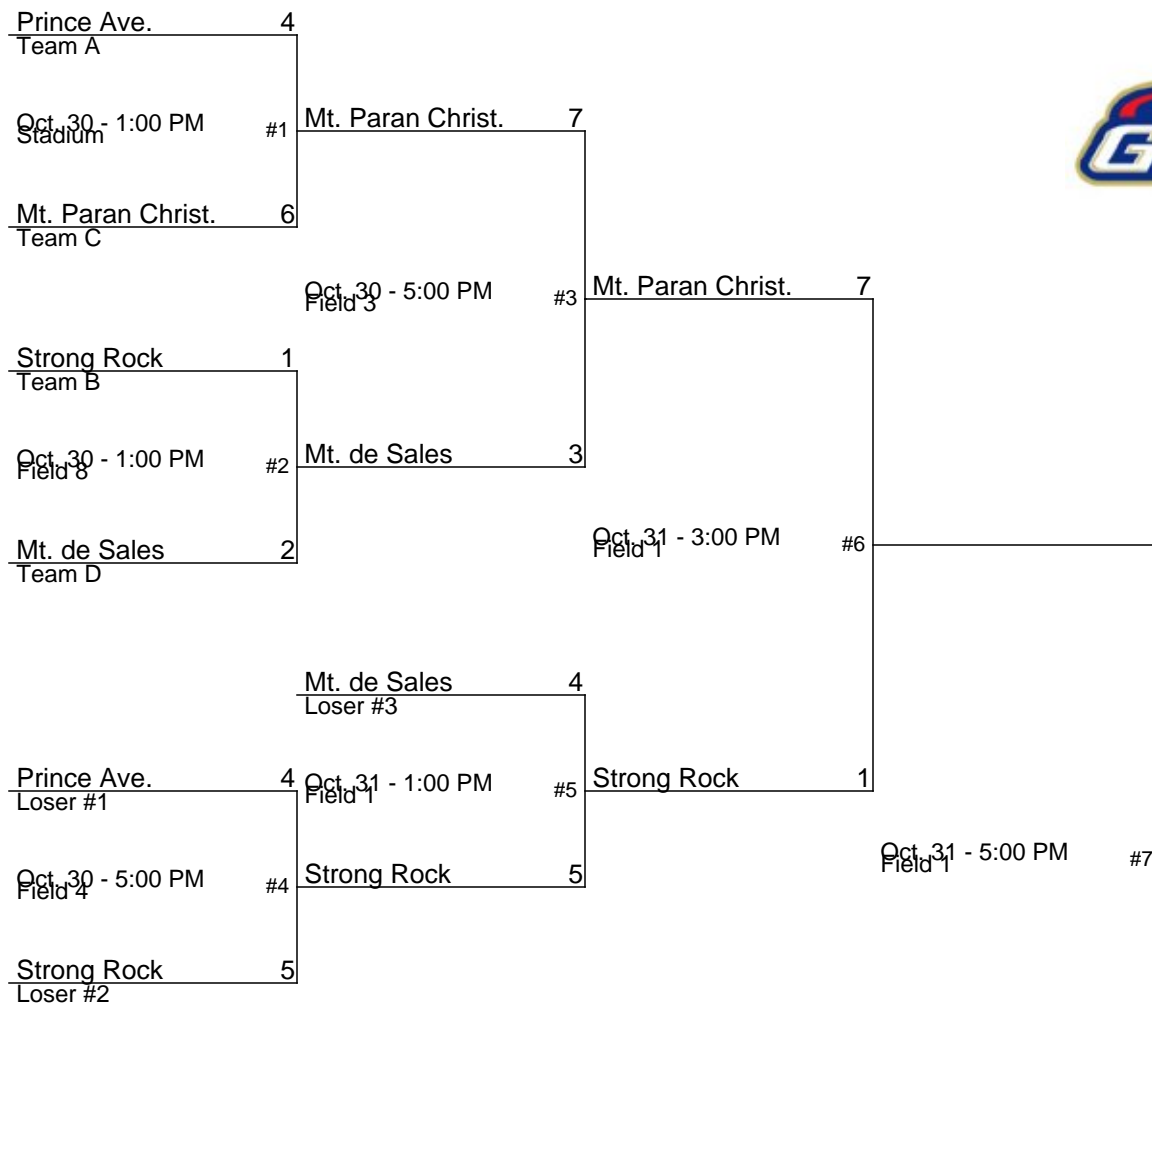 Prince Ave. 4
Team A
Oct. 30 - 1:00 PM
Stadium
#1
Mt. Paran Christ. 7
Mt. Paran Christ. 6
Team C
Oct. 30 - 5:00 PM
Field 3
#3
Mt. Paran Christ. 7
Strong Rock 1
Team B
Oct. 30 - 1:00 PM
Field 8
#2
Mt. de Sales 3
Mt. de Sales 2
Team D
Oct. 31 - 3:00 PM
Field 1
#6
Mt. de Sales 4
Loser #3
Prince Ave. 4
Loser #1
Oct. 31 - 1:00 PM
Field 1
#5
Strong Rock 1
Oct. 30 - 5:00 PM
Field 4
#4
Strong Rock 5
Oct. 31 - 5:00 PM
Field 1
#7
Strong Rock 5
Loser #2